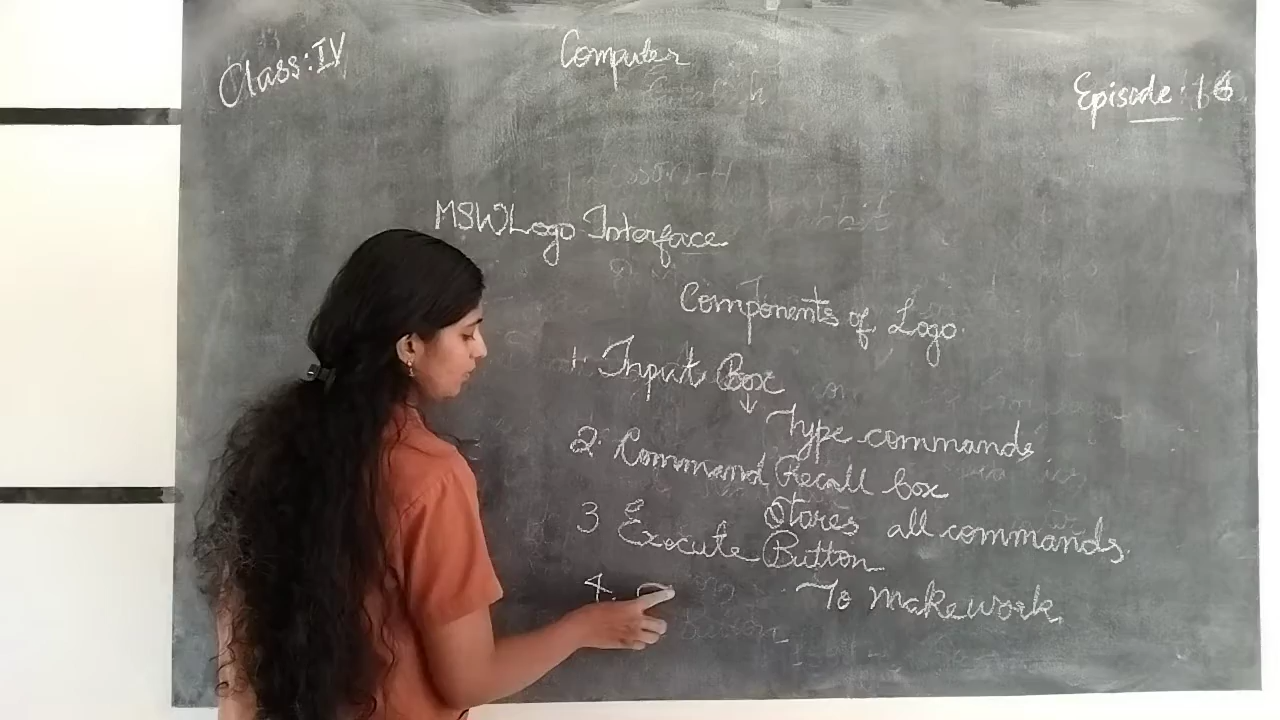 Class: IV
Computer
Episode: 16
MSWLogo Interface
Components of Logo
1. Input Box
↓
Type commands
2. Command Recall box
Stores all commands.
3 Execute Button
To make work.
4.